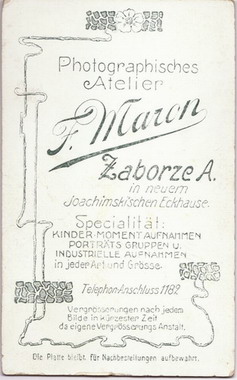 Photographisches
Atelier
F. Maron
Zaborze A.
in neuem
Joachimskischen Eckhause.
Specialität:
KINDER-MOMENTAUFNAHMEN
PORTRÄTS GRUPPEN U.
INDUSTRIELLE AUFNAHMEN
in jeder Art und Grösse.
Telephon-Anschluss 1182
Vergrösserungen nach jedem
Bilde in kürzester Zeit
da eigene Vergrösserungs Anstalt.
Die Platte bleibt für Nachbestellungen aufbewahrt.